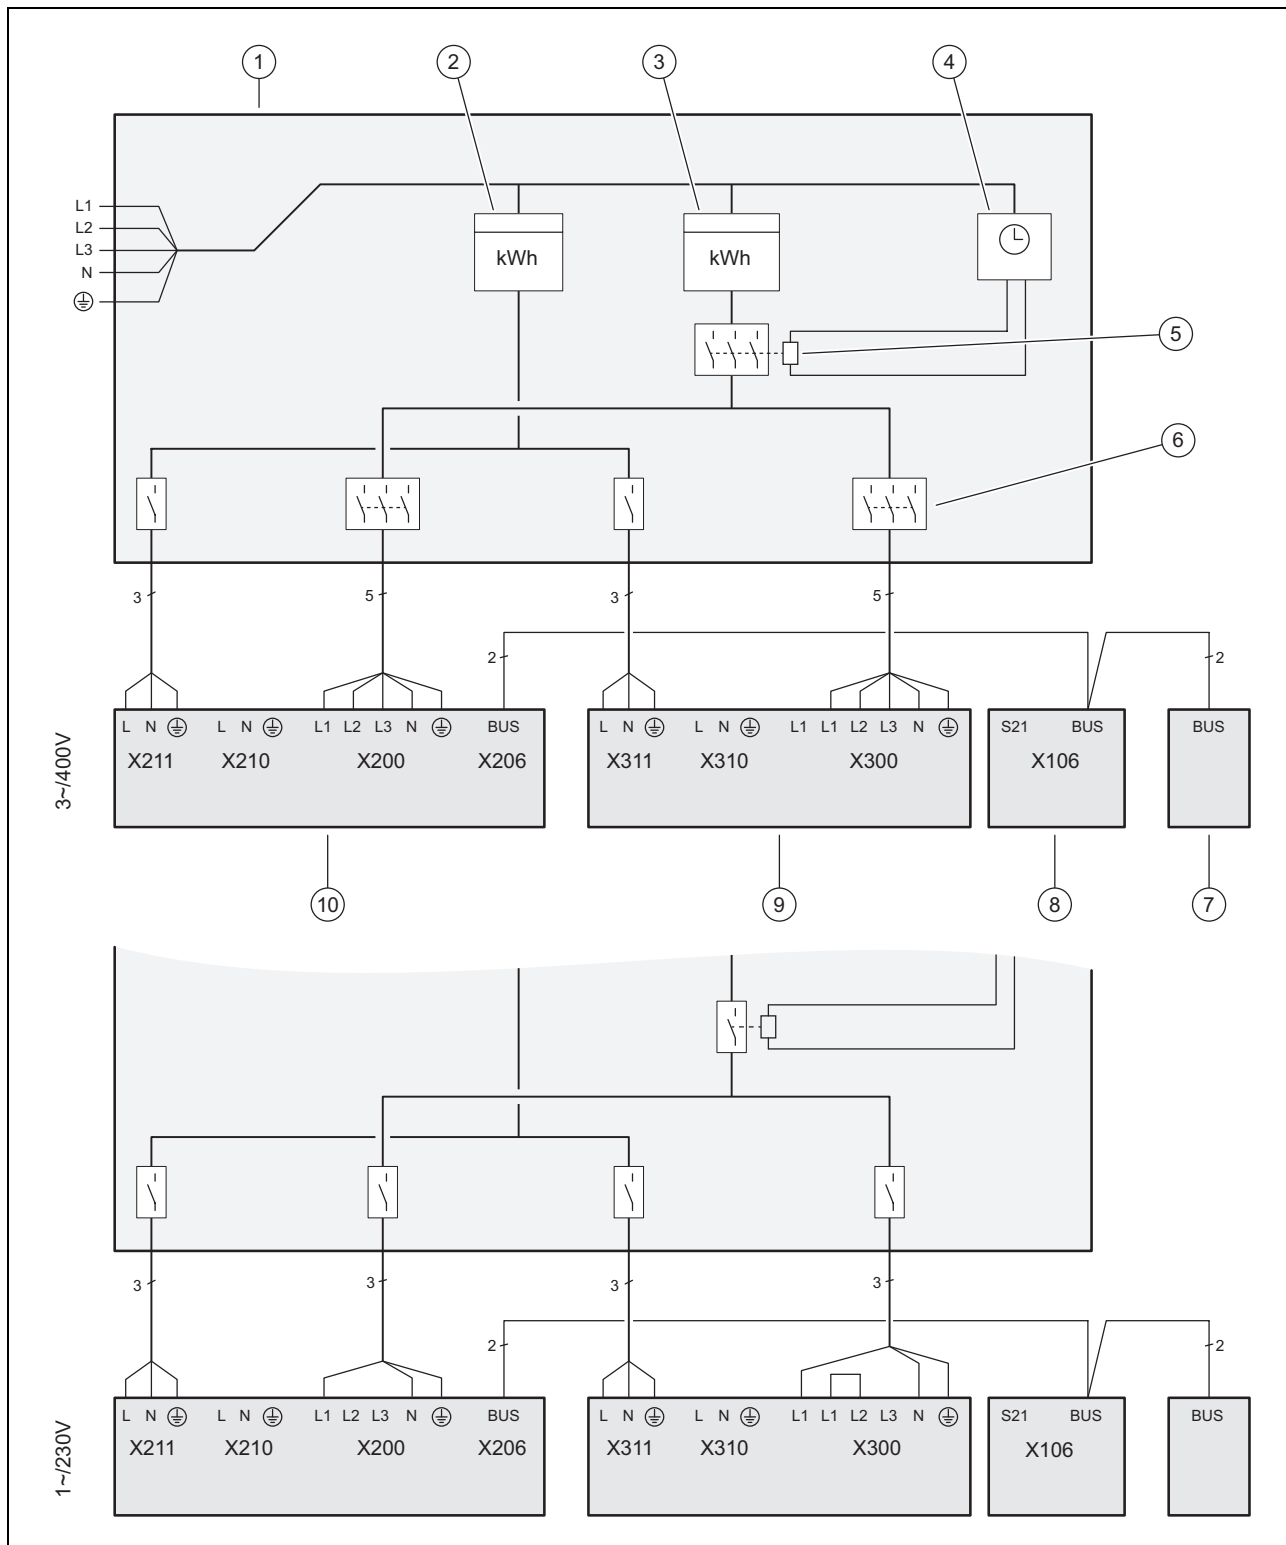 1 2 3 4
L1
L2
L3
N
kWh kWh
5
6
3 5 3 5
2 2
L N L N L1 L2 L3 N BUS L N L N L1 L1 L2 L3 N S21 BUS BUS
X211 X210 X200 X206 X311 X310 X300 X106
3~/400V
10 9 8 7
3 3 3 3
2 2
L N L N L1 L2 L3 N BUS L N L N L1 L1 L2 L3 N S21 BUS BUS
X211 X210 X200 X206 X311 X310 X300 X106
1~/230V